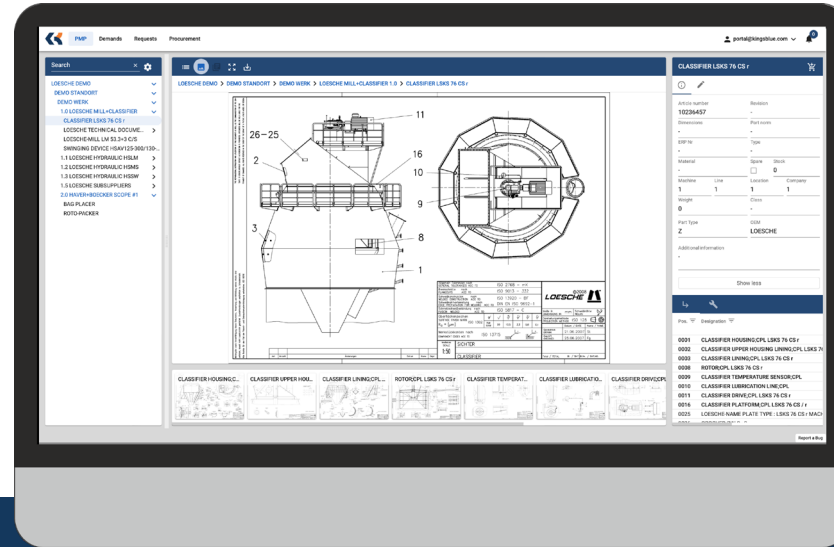 PMP Demands Requests Procurement
portal@kingsblue.com
Search
LOESCHE DEMO
DEMO STANDORT
DEMO WERK
1.0 LOESCHE MILL+CLASSIFIER
CLASSIFIER LSKS 76 CS r
LOESCHE TECHNICAL DOCUME...
LOESCHE-MILL LM 53.3+3 C/S
SWINGING DEVICE HSAV125-300/130-...
1.1 LOESCHE HYDRAULIC HSLM
1.2 LOESCHE HYDRAULIC HSMS
1.3 LOESCHE HYDRAULIC HSSW
1.5 LOESCHE SUBSUPPLIERS
2.0 HAVER+BOECKER SCOPE #1
BAG PLACER
ROTO-PACKER
LOESCHE DEMO > DEMO STANDORT > DEMO WERK > LOESCHE MILL+CLASSIFIER 1.0 > CLASSIFIER LSKS 76 CS r
11
26-25
2
16
10
9
3
8
1
LOESCHE
SICHTER
CLASSIFIER
CLASSIFIER HOUSING;C... CLASSIFIER UPPER HOU... CLASSIFIER LINING;CPL ... ROTOR;CPL LSKS 76 CS r CLASSIFIER TEMPERAT... CLASSIFIER LUBRICATIO... CLASSIFIER DRIVE;CPL
CLASSIFIER LSKS 76 CS r
Article number Revision
10236457 -
Dimensions Part norm
- -
ERP Nr Type
- -
Material Spare Stock
- 0
Machine Line Location Company
1 1 1 1
Weight Class
0 -
Part Type OEM
Z LOESCHE
Additional information
-
Show less
Pos. Designation
0001 CLASSIFIER HOUSING;CPL LSKS 76 CS r
0002 CLASSIFIER UPPER HOUSING LINING;CPL LSKS 76
0003 CLASSIFIER LINING;CPL LSKS 76 CS r
0008 ROTOR;CPL LSKS 76 CS r
0009 CLASSIFIER TEMPERATURE SENSOR;CPL
0010 CLASSIFIER LUBRICATION LINE;CPL
0011 CLASSIFIER DRIVE;CPL LSKS 76 CS r
0016 CLASSIFIER PLATFORM;CPL LSKS 76 CS / r
0025 LOESCHE NAME PLATE TYPE : LSKS 76 CS r MACH
Report a Bug